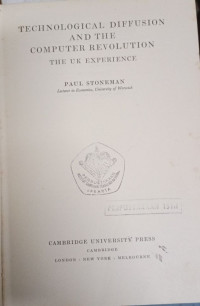 TECHNOLOGICAL DIFFUSION
AND THE
COMPUTER REVOLUTION
THE UK EXPERIENCE
PAUL STONEMAN
Lecturer in Economics, University of Warwick
CAMBRIDGE UNIVERSITY PRESS
CAMBRIDGE
LONDON · NEW YORK · MELBOURNE